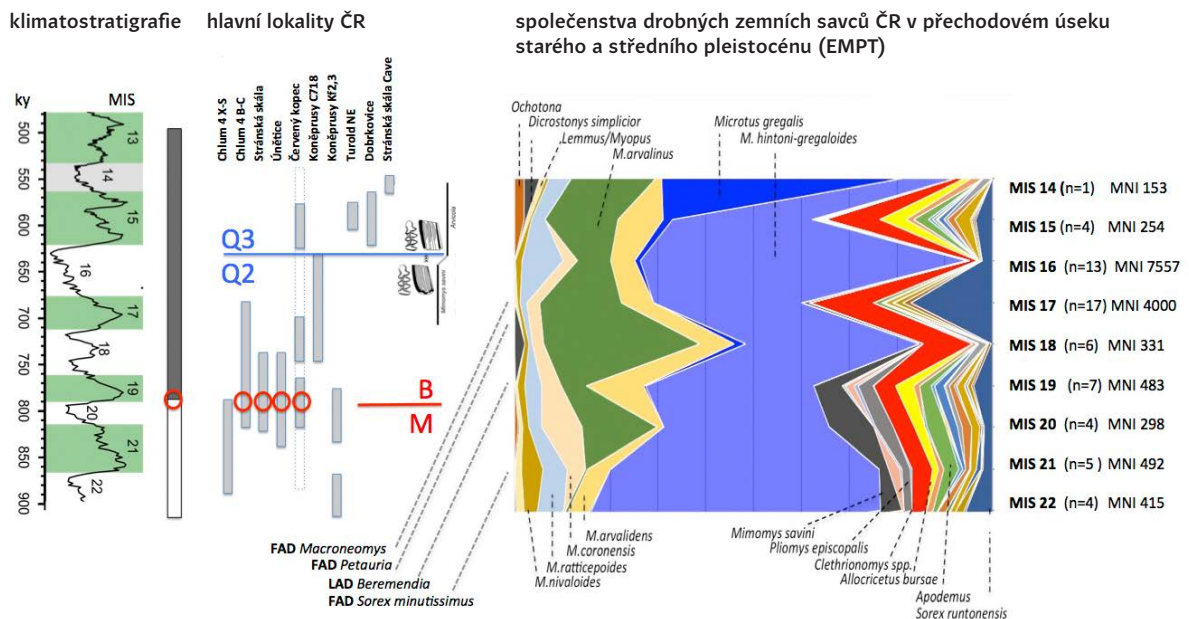 klimatostratigrafie
hlavní lokality ČR
společenstva drobných zemních savců ČR v přechodovém úseku
starého a středního pleistocénu (EMPT)
ky
MIS
500
550
600
650
700
750
800
850
900
13
14
15
16
17
18
19
20
21
22
Chlum 4 X-S
Chlum 4 B-C
Stránská skála
Únětice
Červený kopec
Koněprusy C718
Koněprusy Kf2,3
Turold NE
Dobrkovice
Stránská skála Cave
Q3
Q2
Arvicola
Mimomys savini
B
M
FAD Macroneomys
FAD Petauria
LAD Beremendia
FAD Sorex minutissimus
Ochotona
Dicrostonys simplicior
Lemmus/Myopus
M.arvalinus
Microtus gregalis
M. hintoni-gregaloides
M.arvalidens
M.coronensis
M.ratticepoides
M.nivaloides
Mimomys savini
Pliomys episcopalis
Clethrionomys spp.
Allocricetus bursae
Apodemus
Sorex runtonensis
MIS 14 (n=1) MNI 153
MIS 15 (n=4) MNI 254
MIS 16 (n=13) MNI 7557
MIS 17 (n=17) MNI 4000
MIS 18 (n=6) MNI 331
MIS 19 (n=7) MNI 483
MIS 20 (n=4) MNI 298
MIS 21 (n=5 ) MNI 492
MIS 22 (n=4) MNI 415